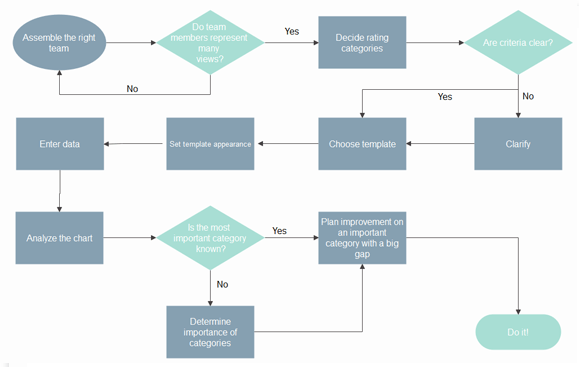 Assemble the right
team
Do team
members represent
many
views?
Yes
Decide rating
categories
Are criteria clear?
No
Yes
No
Enter data
Set template appearance
Choose template
Clarify
Analyze the chart
Is the most
important category
known?
Yes
Plan improvement on
an important
category with a big
gap
No
Determine
importance of
categories
Do it!